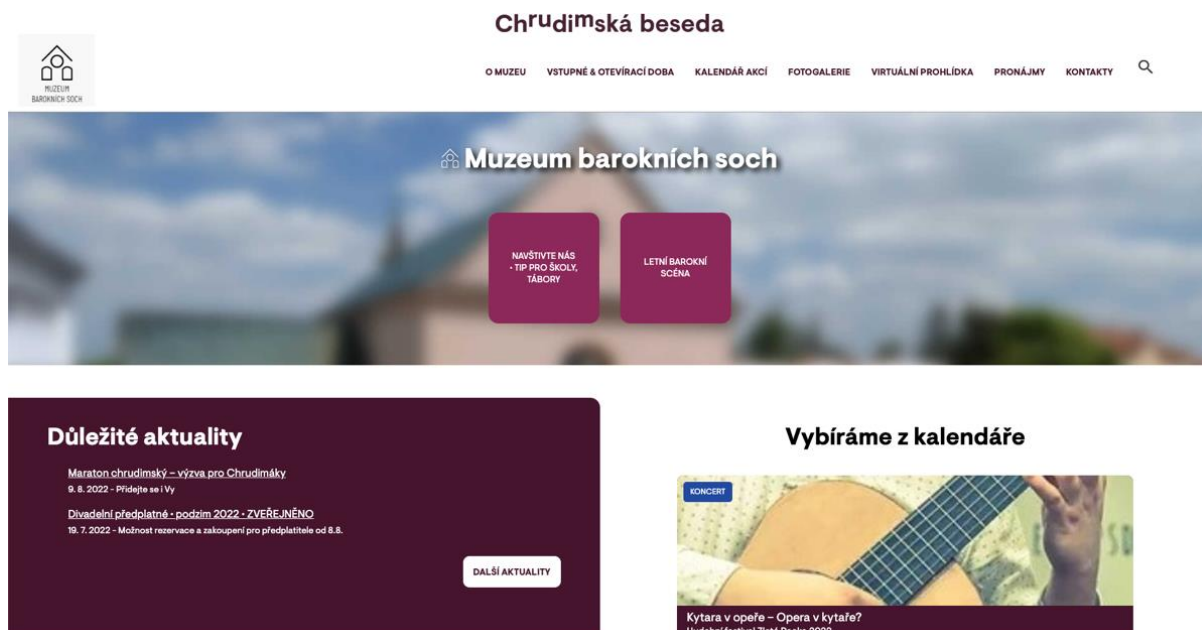 Chrudimská beseda
MUZEUM
BAROKNÍCH SOCH
O MUZEU
VSTUPNÉ & OTEVÍRACÍ DOBA
KALENDÁŘ AKCÍ
FOTOGALERIE
VIRTUÁLNÍ PROHLÍDKA
PRONÁJMY
KONTAKTY
Muzeum barokních soch
NAVŠTIVTE NÁS
- TIP PRO ŠKOLY,
TÁBORY
LETNÍ BAROKNÍ
SCÉNA
Důležité aktuality
Maraton chrudimský – výzva pro Chrudimáky
9. 8. 2022 - Přidejte se i Vy
Divadelní předplatné • podzim 2022 • ZVEŘEJNĚNO
19. 7. 2022 - Možnost rezervace a zakoupení pro předplatitele od 8.8.
DALŠÍ AKTUALITY
Vybíráme z kalendáře
KONCERT
Kytara v opeře – Opera v kytaře?